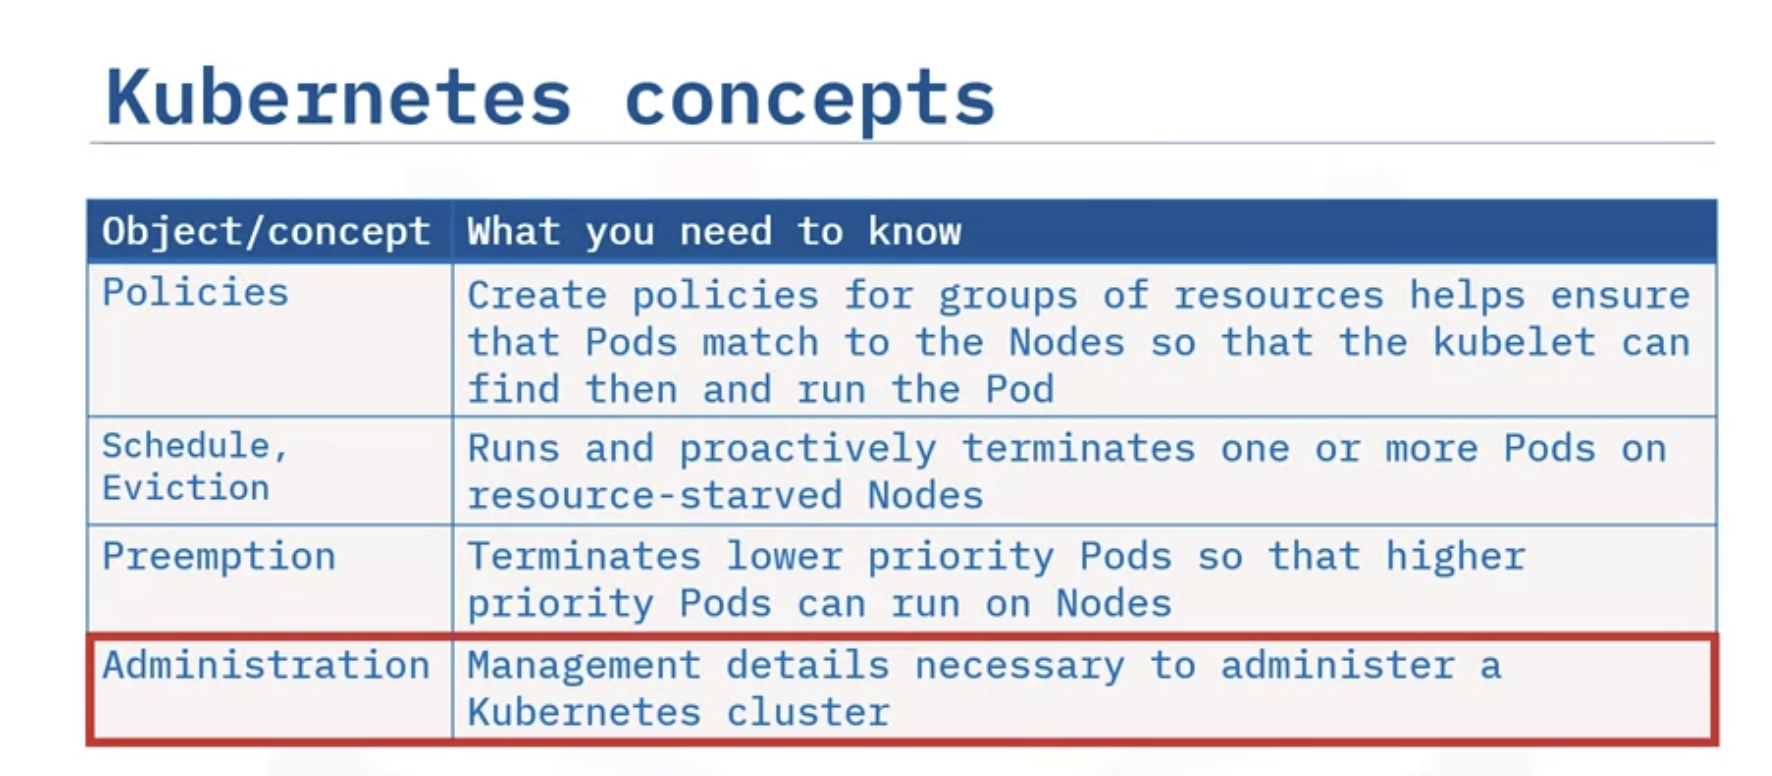 Kubernetes concepts
Object/concept What you need to know
Policies
Create policies for groups of resources helps ensure
that Pods match to the Nodes so that the kubelet can
find then and run the Pod
Schedule,
Eviction
Runs and proactively terminates one or more Pods on
resource-starved Nodes
Preemption
Terminates lower priority Pods so that higher
priority Pods can run on Nodes
Administration
Management details necessary to administer a
Kubernetes cluster